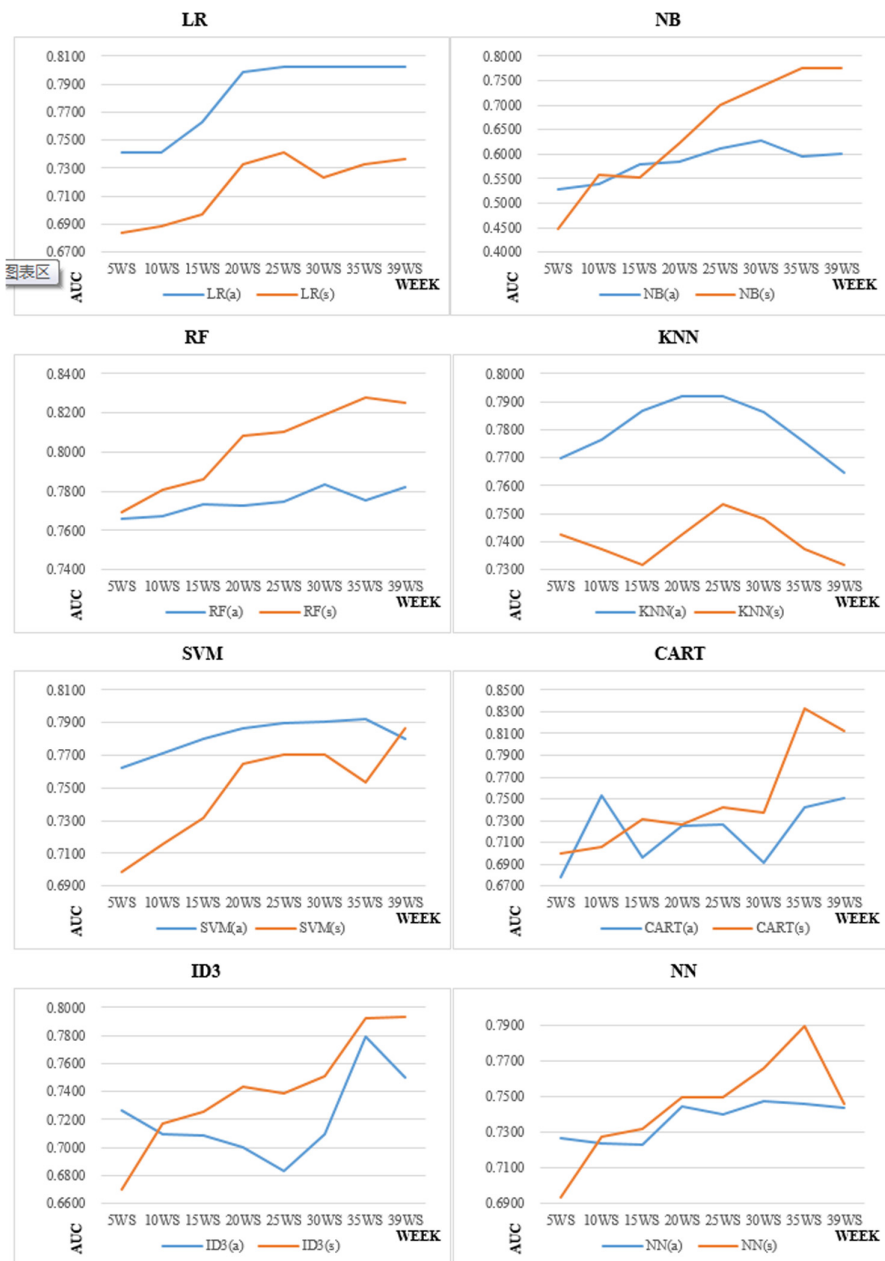 LR
0.8100
0.7900
0.7700
0.7500
0.7300
0.7100
0.6900
0.6700
5WS 10WS 15WS 20WS 25WS 30WS 35WS 39WS
图表区
AUC
WEEK
LR(a) LR(s)
NB
0.8000
0.7500
0.7000
0.6500
0.6000
0.5500
0.5000
0.4500
0.4000
5WS 10WS 15WS 20WS 25WS 30WS 35WS 39WS
AUC
WEEK
NB(a) NB(s)
RF
0.8400
0.8200
0.8000
0.7800
0.7600
0.7400
5WS 10WS 15WS 20WS 25WS 30WS 35WS 39WS
AUC
WEEK
RF(a) RF(s)
KNN
0.8000
0.7900
0.7800
0.7700
0.7600
0.7500
0.7400
0.7300
5WS 10WS 15WS 20WS 25WS 30WS 35WS 39WS
AUC
WEEK
KNN(a) KNN(s)
SVM
0.8100
0.7900
0.7700
0.7500
0.7300
0.7100
0.6900
5WS 10WS 15WS 20WS 25WS 30WS 35WS 39WS
AUC
WEEK
SVM(a) SVM(s)
CART
0.8500
0.8300
0.8100
0.7900
0.7700
0.7500
0.7300
0.7100
0.6900
0.6700
5WS 10WS 15WS 20WS 25WS 30WS 35WS 39WS
AUC
WEEK
CART(a) CART(s)
ID3
0.8000
0.7800
0.7600
0.7400
0.7200
0.7000
0.6800
0.6600
5WS 10WS 15WS 20WS 25WS 30WS 35WS 39WS
AUC
WEEK
ID3(a) ID3(s)
NN
0.7900
0.7700
0.7500
0.7300
0.7100
0.6900
5WS 10WS 15WS 20WS 25WS 30WS 35WS 39WS
AUC
WEEK
NN(a) NN(s)